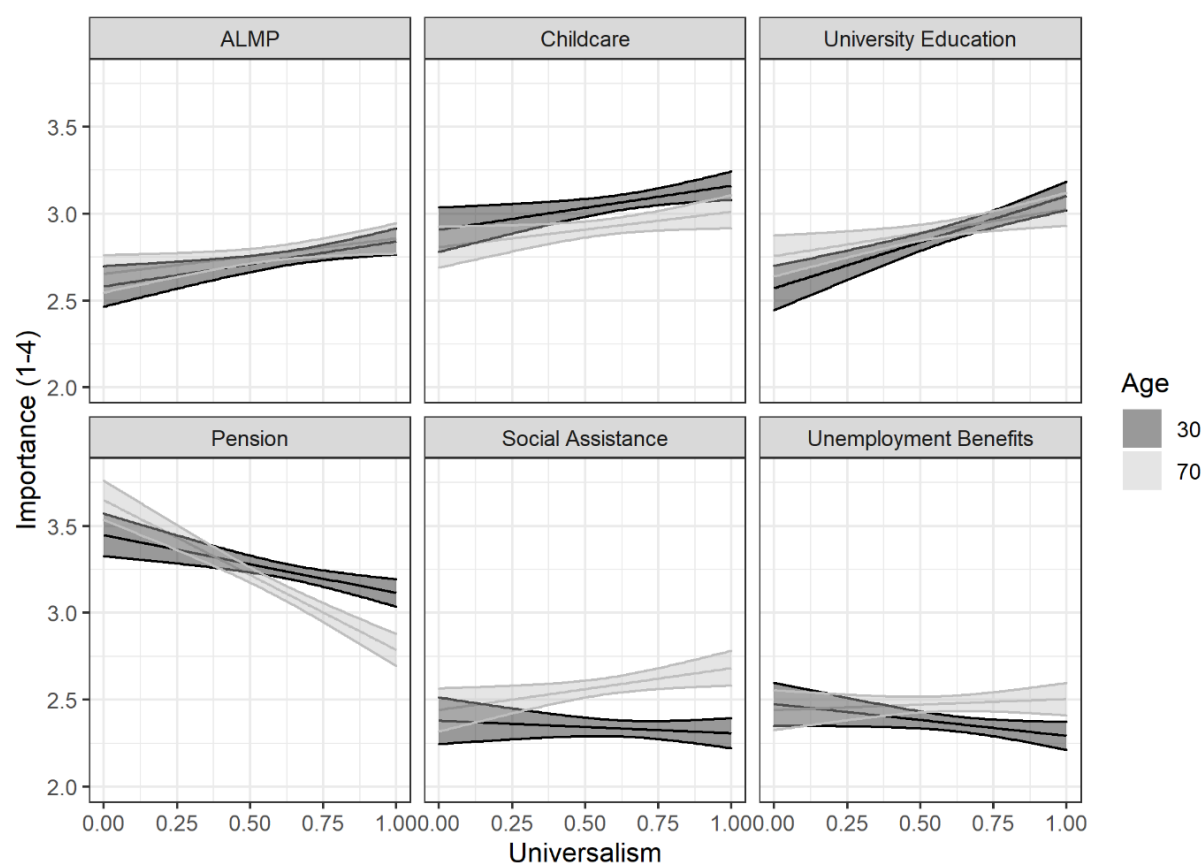 ALMP
Childcare
University Education
3.5
3.0
2.5
2.0
Pension
Social Assistance
Unemployment Benefits
3.5
3.0
2.5
2.0
0.00 0.25 0.50 0.75 1.00
0.00 0.25 0.50 0.75 1.00
0.00 0.25 0.50 0.75 1.00
Universalism
Importance (1-4)
Age
30
70